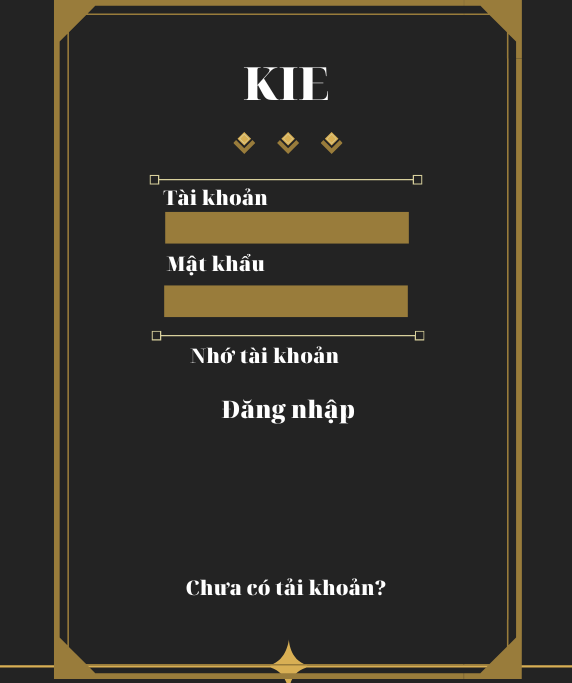 KIE
Tài khoản
Mật khẩu
Nhớ tài khoản
Đăng nhập
Chưa có tải khoản?